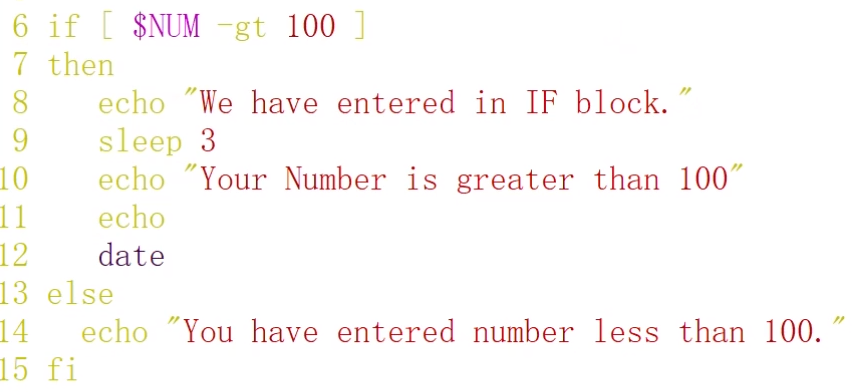 6 if [ $NUM -gt 100 ]
7 then
8    echo "We have entered in IF block."
9    sleep 3
10    echo "Your Number is greater than 100"
11    echo
12    date
13 else
14   echo "You have entered number less than 100."
15 fi